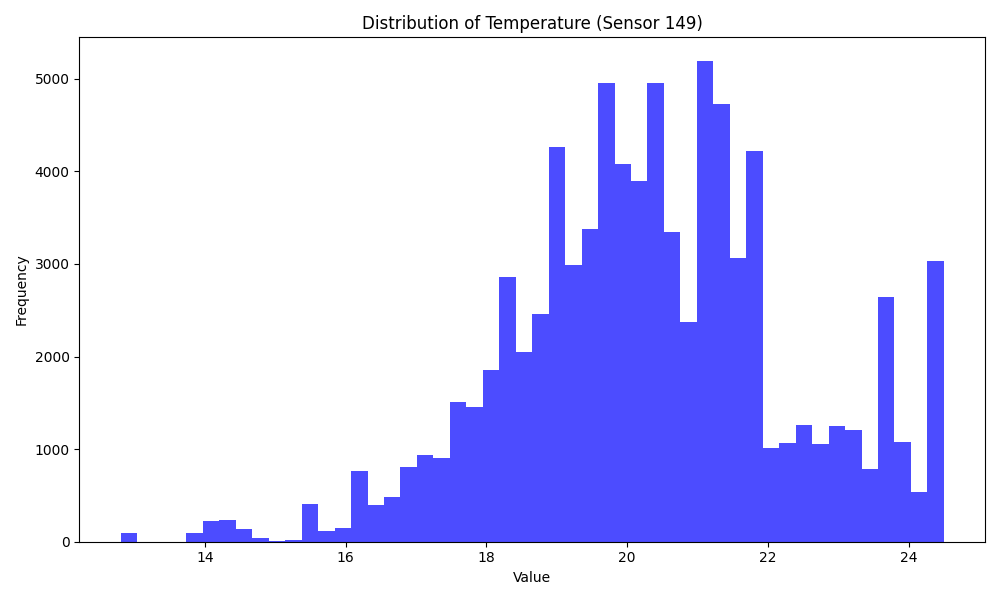 Distribution of Temperature (Sensor 149)
5000
4000
3000
2000
1000
0
Frequency
14 16 18 20 22 24
Value